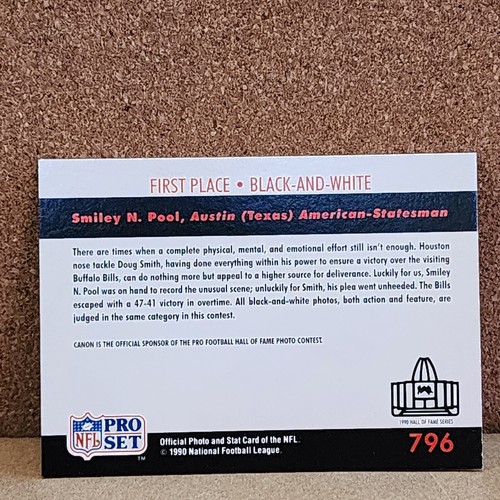 FIRST PLACE • BLACK-AND-WHITE
Smiley N. Pool, Austin (Texas) American-Statesman
There are times when a complete physical, mental, and emotional effort still isn't enough. Houston
nose tackle Doug Smith, having done everything within his power to ensure a victory over the visiting
Buffalo Bills, can do nothing more but appeal to a higher source for deliverance. Luckily for us, Smiley
N. Pool was on hand to record the unusual scene; unluckily for Smith, his plea went unheeded. The Bills
escaped with a 47-41 victory in overtime. All black-and-white photos, both action and feature, are
judged in the same category in this contest.
CANON IS THE OFFICIAL SPONSOR OF THE PRO FOOTBALL HALL OF FAME PHOTO CONTEST.
1990 HALL OF FAME SERIES
NFL PRO SET TM
Official Photo and Stat Card of the NFL.
© 1990 National Football League.
796